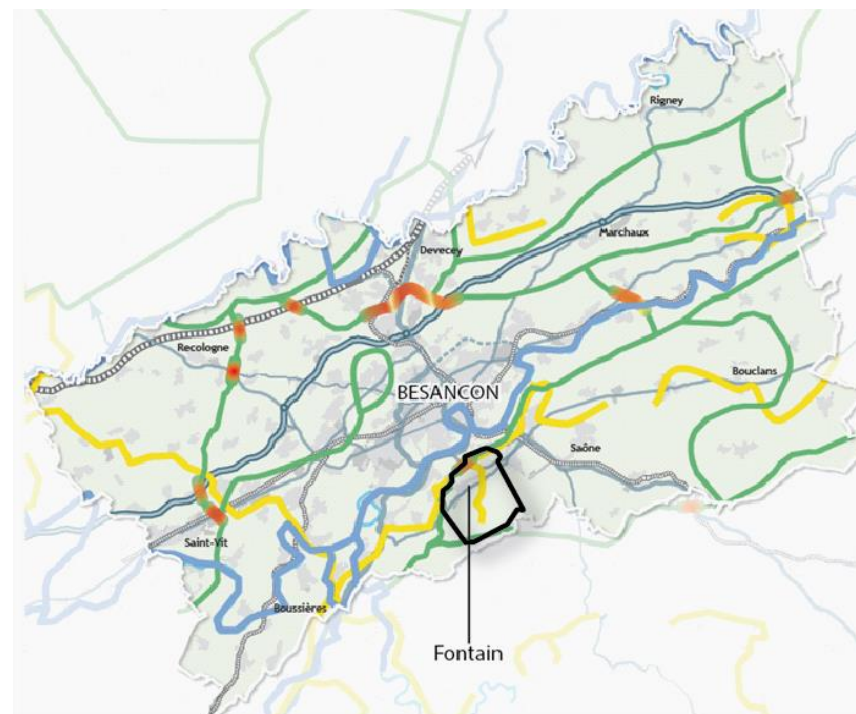 Rigney
Marchaux
Devecey
Recologne
BESANCON
Bouclans
Saône
Saint-Vit
Boussières
Fontain